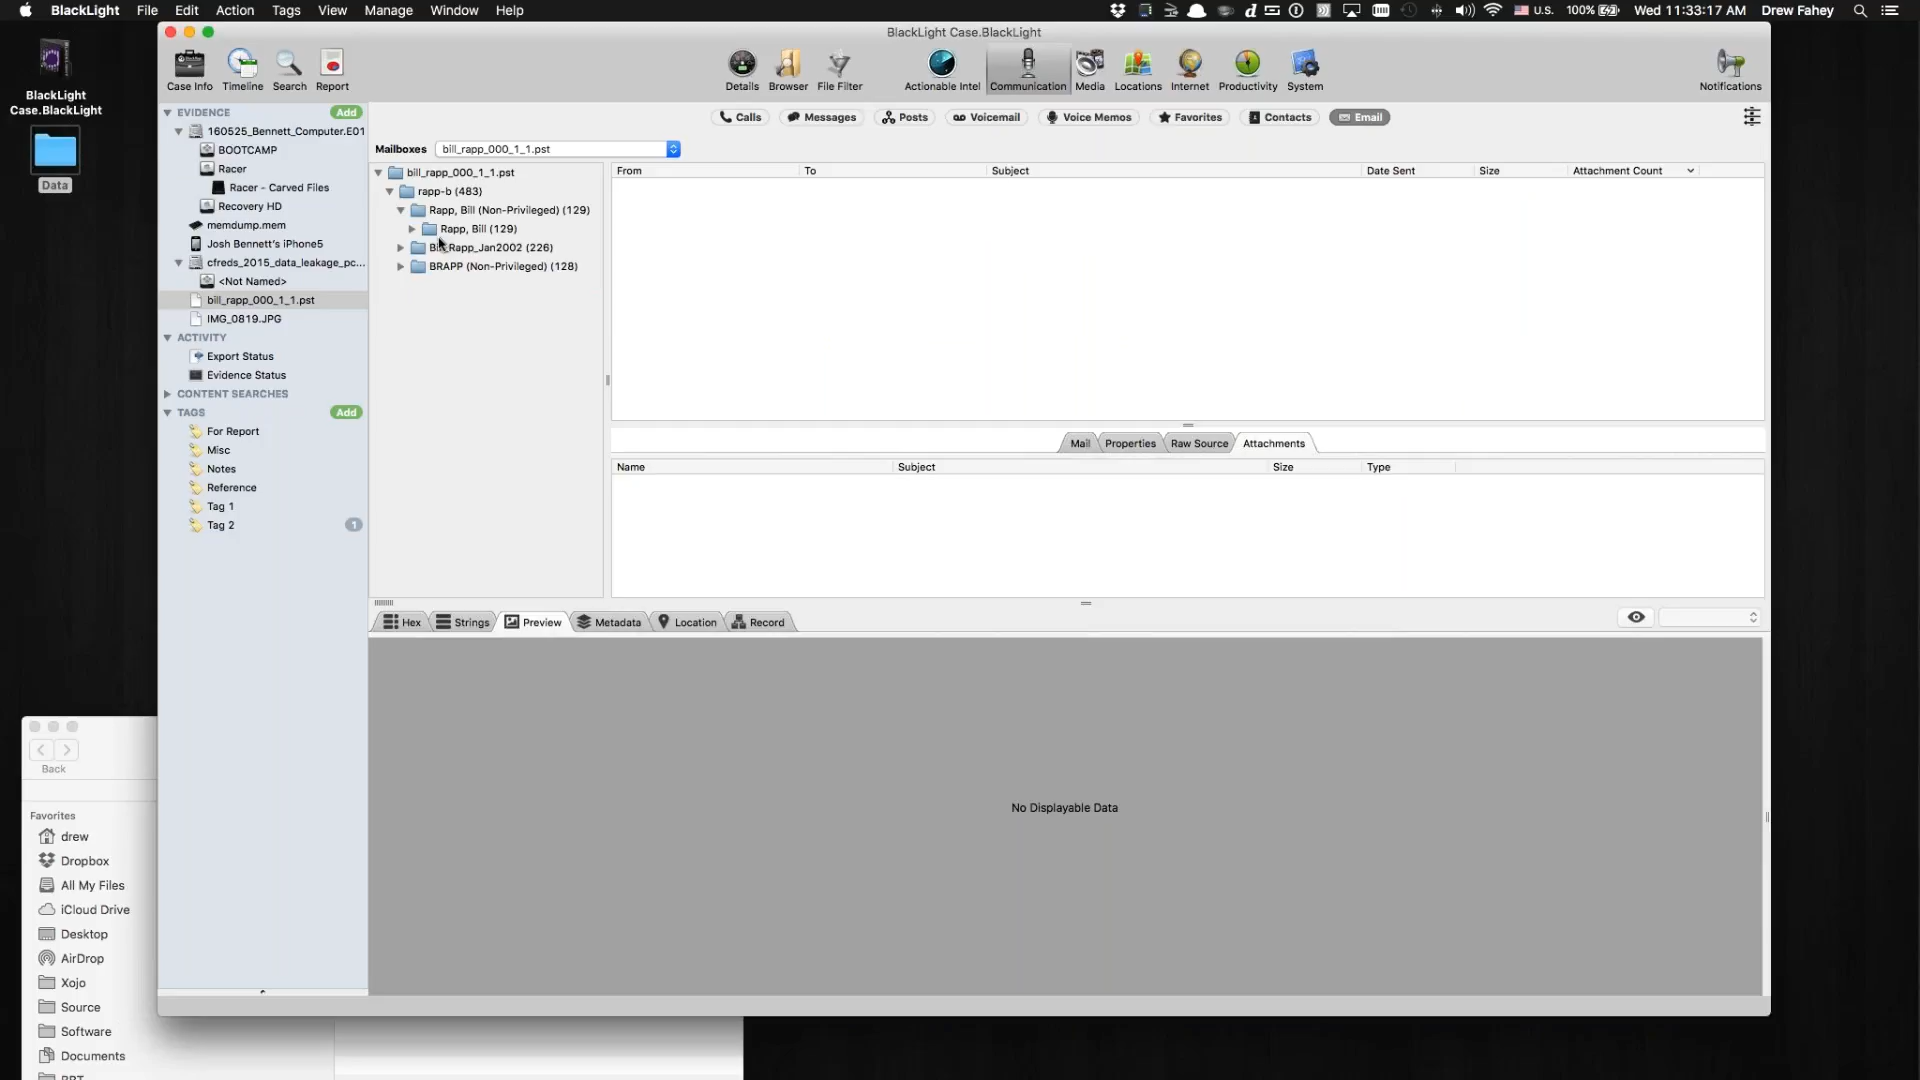 BlackLight File Edit Action Tags View Manage Window Help
U.S. 100% Wed 11:33:17 AM Drew Fahey
BlackLight Case.BlackLight
BlackLight
Case.BlackLight
Data
Case Info Timeline Search Report
Details Browser File Filter
Actionable Intel Communication Media Locations Internet Productivity System
Notifications
EVIDENCE Add
160525_Bennett_Computer.E01
BOOTCAMP
Racer
Racer - Carved Files
Recovery HD
memdump.mem
Josh Bennett's iPhone5
cfreds_2015_data_leakage_pc...
<Not Named>
bill_rapp_000_1_1.pst
IMG_0819.JPG
ACTIVITY
Export Status
Evidence Status
CONTENT SEARCHES
TAGS Add
For Report
Misc
Notes
Reference
Tag 1
Tag 2 1
Calls Messages Posts Voicemail Voice Memos Favorites Contacts Email
Mailboxes bill_rapp_000_1_1.pst
bill_rapp_000_1_1.pst
rapp-b (483)
Rapp, Bill (Non-Privileged) (129)
Rapp, Bill (129)
Rapp_Jan2002 (226)
BRAPP (Non-Privileged) (128)
From To Subject Date Sent Size Attachment Count
Mail Properties Raw Source Attachments
Name Subject Size Type
Hex Strings Preview Metadata Location Record
No Displayable Data
Back
Favorites
drew
Dropbox
All My Files
iCloud Drive
Desktop
AirDrop
Xojo
Source
Software
Documents